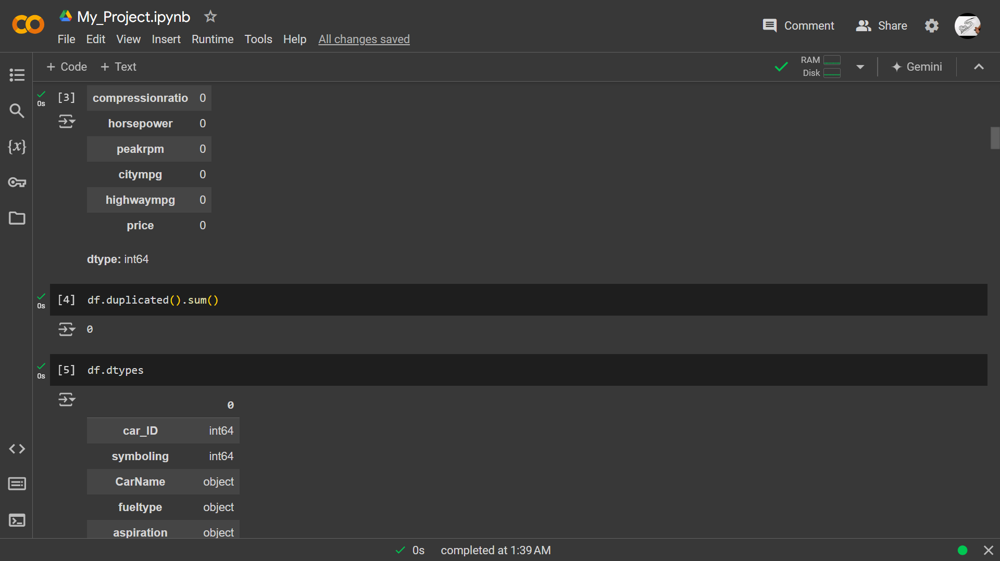 My_Project.ipynb
File Edit View Insert Runtime Tools Help All changes saved
Comment Share
+ Code + Text
RAM
Disk
Gemini
0s
[3]
compressionratio 0
horsepower 0
peakrpm 0
citympg 0
highwaympg 0
price 0
dtype: int64
0s
[4] df.duplicated().sum()
0
0s
[5] df.dtypes
0
car_ID int64
symboling int64
CarName object
fueltype object
aspiration object
{x}
0s completed at 1:39 AM